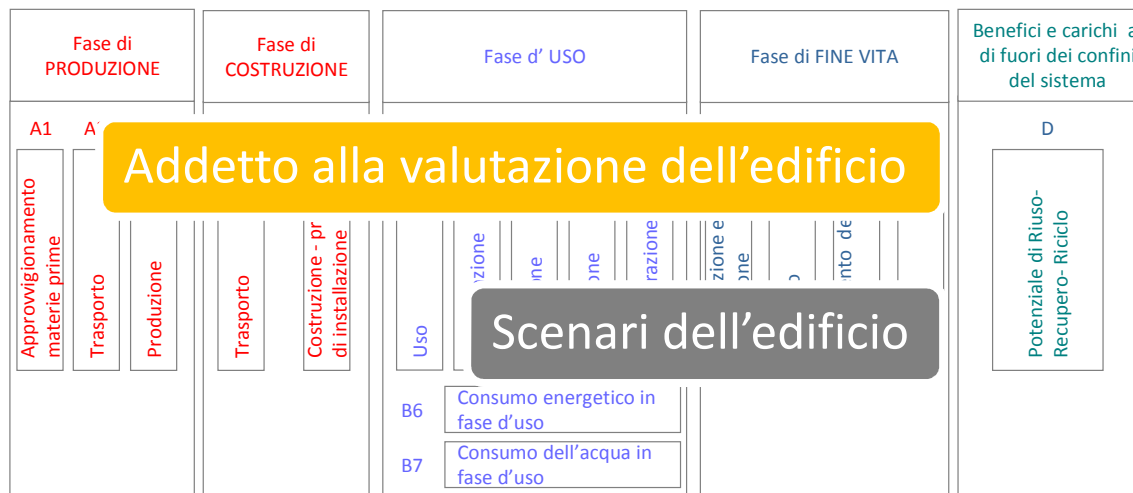 Fase di
PRODUZIONE
Fase di
COSTRUZIONE
Fase d' USO
Fase di FINE VITA
Benefici e carichi a
di fuori dei confini
del sistema
A1
D
Addetto alla valutazione dell'edificio
Approvvigionamento
materie prime
Trasporto
Produzione
Trasporto
Costruzione - pr
di installazione
Uso
Potenziale di Riuso-
Recupero- Riciclo
Scenari dell'edificio
B6
Consumo energetico in
fase d'uso
B7
Consumo dell'acqua in
fase d'uso